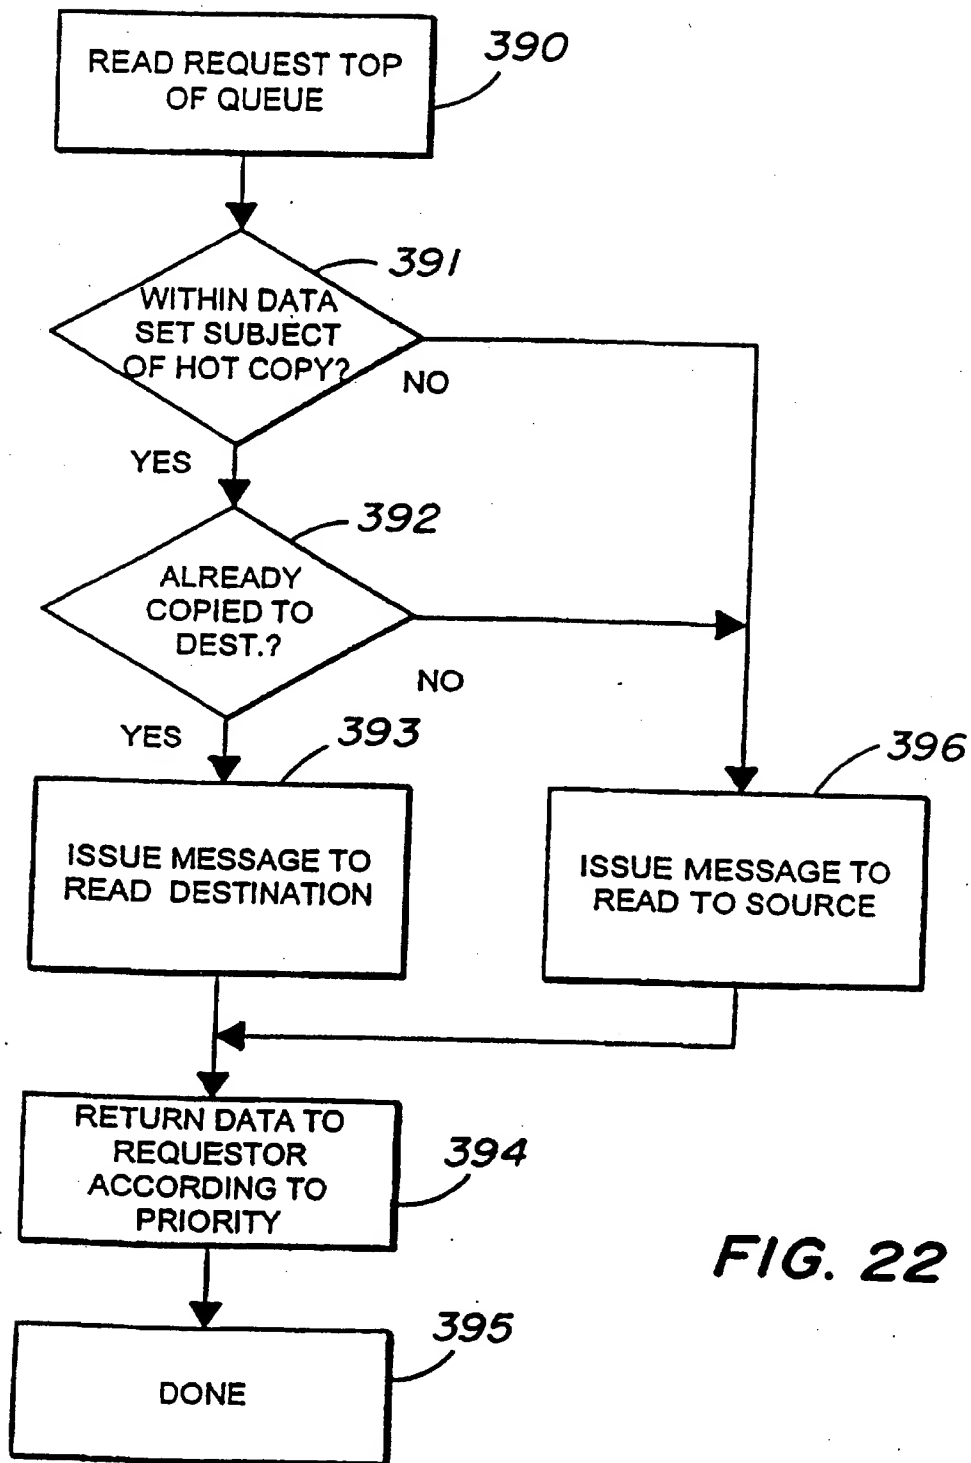 READ REQUEST TOP
OF QUEUE
390
391
WITHIN DATA
SET SUBJECT
OF HOT COPY?
NO
YES
392
ALREADY
COPIED TO
DEST.?
NO
YES
393
396
ISSUE MESSAGE TO
READ DESTINATION
ISSUE MESSAGE TO
READ TO SOURCE
RETURN DATA TO
REQUESTOR
ACCORDING TO
PRIORITY
394
FIG. 22
395
DONE